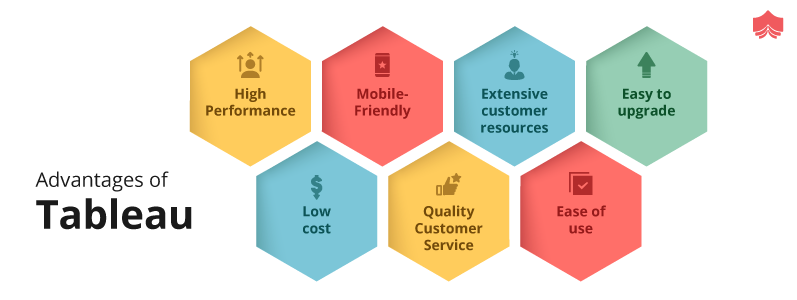 High
Performance
Mobile-
Friendly
Extensive
customer
resources
Easy to
upgrade
Advantages of
Tableau
Low
cost
Quality
Customer
Service
Ease of
use